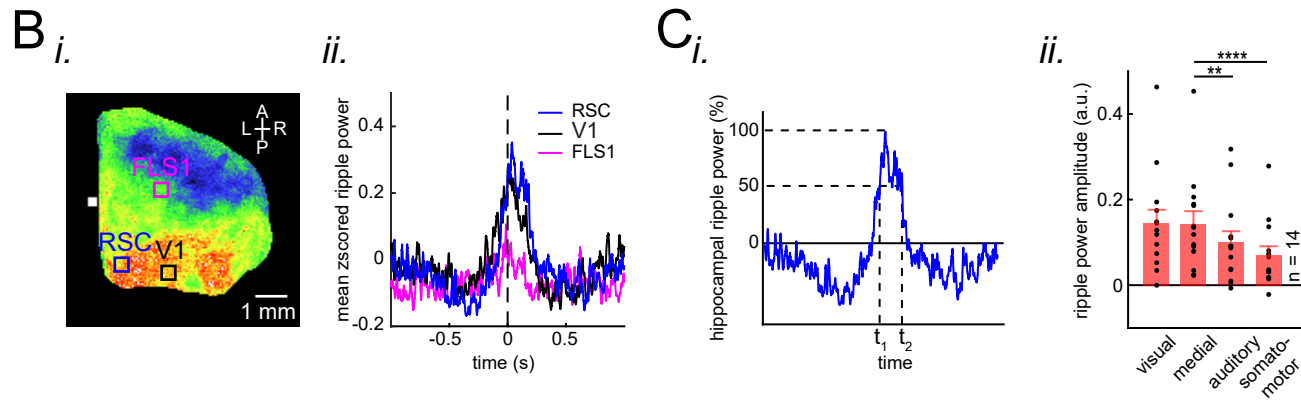 B
i.
A
L R
P
FLS1
RSC
V1
1 mm
ii.
mean zscored ripple power
0.4
0.2
0
-0.2
RSC
V1
FLS1
-0.5
0
0.5
time (s)
C
i.
hippocampal ripple power (%)
100
50
0
t₁
t₂
time
ii.
ripple power amplitude (a.u.)
0.4
0.2
0
****
**
n = 14
visual
medial
auditory
somato-
motor